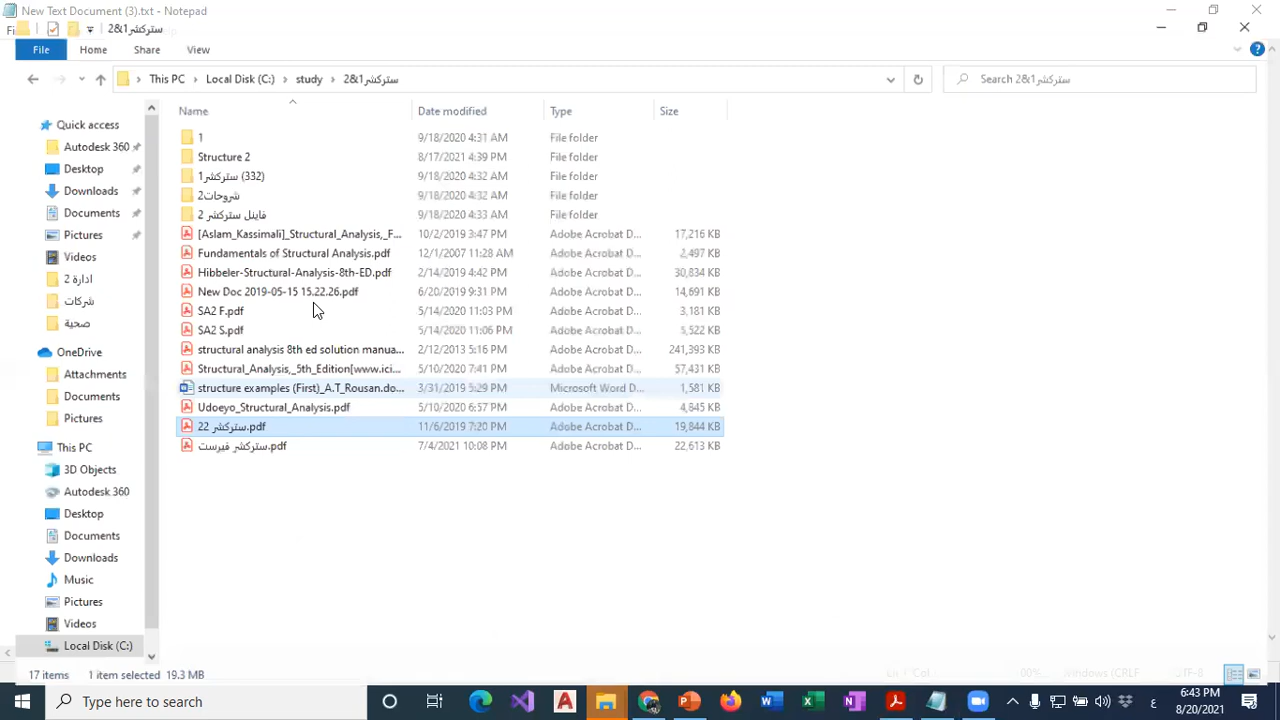 New Text Document (3).txt - Notepad
ستركشر1&2
File Home Share View
This PC Local Disk (C:) study ستركشر1&2 Search ستركشر1&2
Name Date modified Type Size
Quick access
Autodesk 360
Desktop
Downloads
Documents
Pictures
Videos
ادارة 2
شركات
صحية
OneDrive
Attachments
Documents
Pictures
This PC
3D Objects
Autodesk 360
Desktop
Documents
Downloads
Music
Pictures
Videos
Local Disk (C:)
1 9/18/2020 4:31 AM File folder
Structure 2 8/17/2021 4:39 PM File folder
ستركشر1 (332) 9/18/2020 4:32 AM File folder
شروحات2 9/18/2020 4:32 AM File folder
فاينل ستركشر 2 9/18/2020 4:33 AM File folder
[Aslam_Kassimali]_Structural_Analysis,_F... 10/2/2019 3:47 PM Adobe Acrobat D... 17,216 KB
Fundamentals of Structural Analysis.pdf 12/1/2007 11:28 AM Adobe Acrobat D... 2,497 KB
Hibbeler-Structural-Analysis-8th-ED.pdf 2/14/2019 4:42 PM Adobe Acrobat D... 30,834 KB
New Doc 2019-05-15 15.22.26.pdf 6/20/2019 9:31 PM Adobe Acrobat D... 14,691 KB
SA2 F.pdf 5/14/2020 11:03 PM Adobe Acrobat D... 3,181 KB
SA2 S.pdf 5/14/2020 11:06 PM Adobe Acrobat D... 5,522 KB
structural analysis 8th ed solution manua... 2/12/2013 5:16 PM Adobe Acrobat D... 241,393 KB
Structural_Analysis,_5th_Edition[www.ici... 5/10/2020 7:41 PM Adobe Acrobat D... 57,431 KB
structure examples (First)_A.T_Rousan.do... 3/31/2019 5:29 PM Microsoft Word D... 1,581 KB
Udoeyo_Structural_Analysis.pdf 5/10/2020 6:57 PM Adobe Acrobat D... 4,845 KB
22 ستركشر.pdf 11/6/2019 7:20 PM Adobe Acrobat D... 19,844 KB
ستركشر فيرست.pdf 7/4/2021 10:08 PM Adobe Acrobat D... 22,613 KB
17 items 1 item selected 19.3 MB
Windows (CRLF UTF-8
Type here to search
ع
6:43 PM
8/20/2021